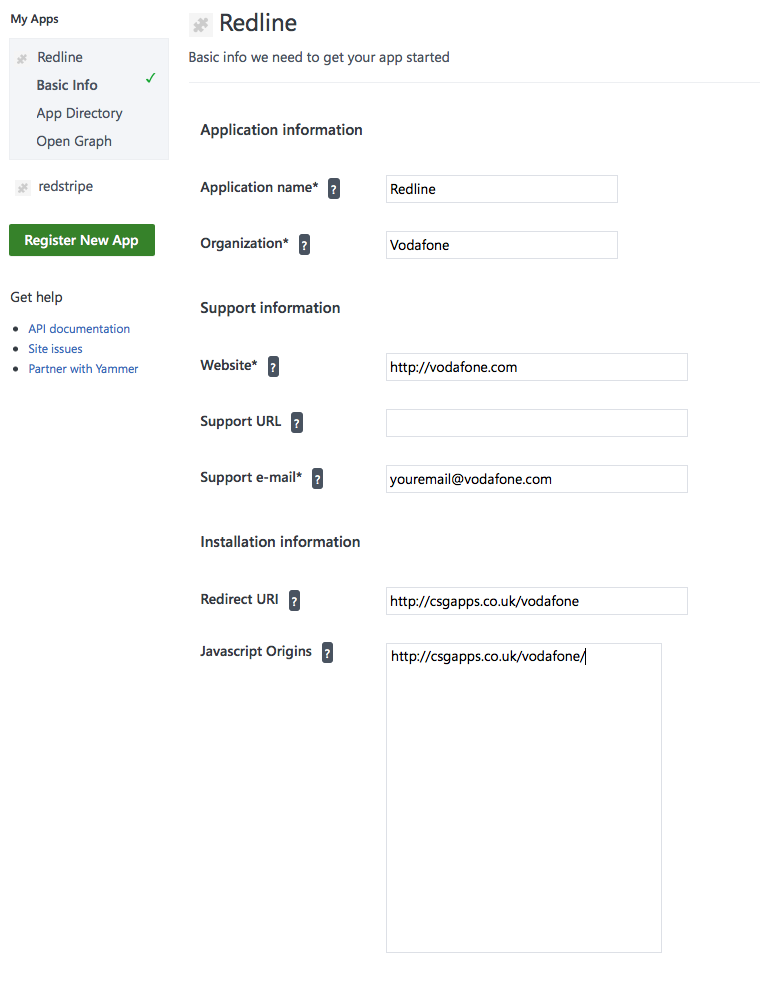 My Apps
Redline
Basic Info ✓
App Directory
Open Graph
redstripe
Register New App
Get help
API documentation
Site issues
Partner with Yammer
Redline
Basic info we need to get your app started
Application information
Application name* ? Redline
Organization* ? Vodafone
Support information
Website* ? http://vodafone.com
Support URL ?
Support e-mail* ? youremail@vodafone.com
Installation information
Redirect URI ? http://csgapps.co.uk/vodafone
Javascript Origins ? http://csgapps.co.uk/vodafone/